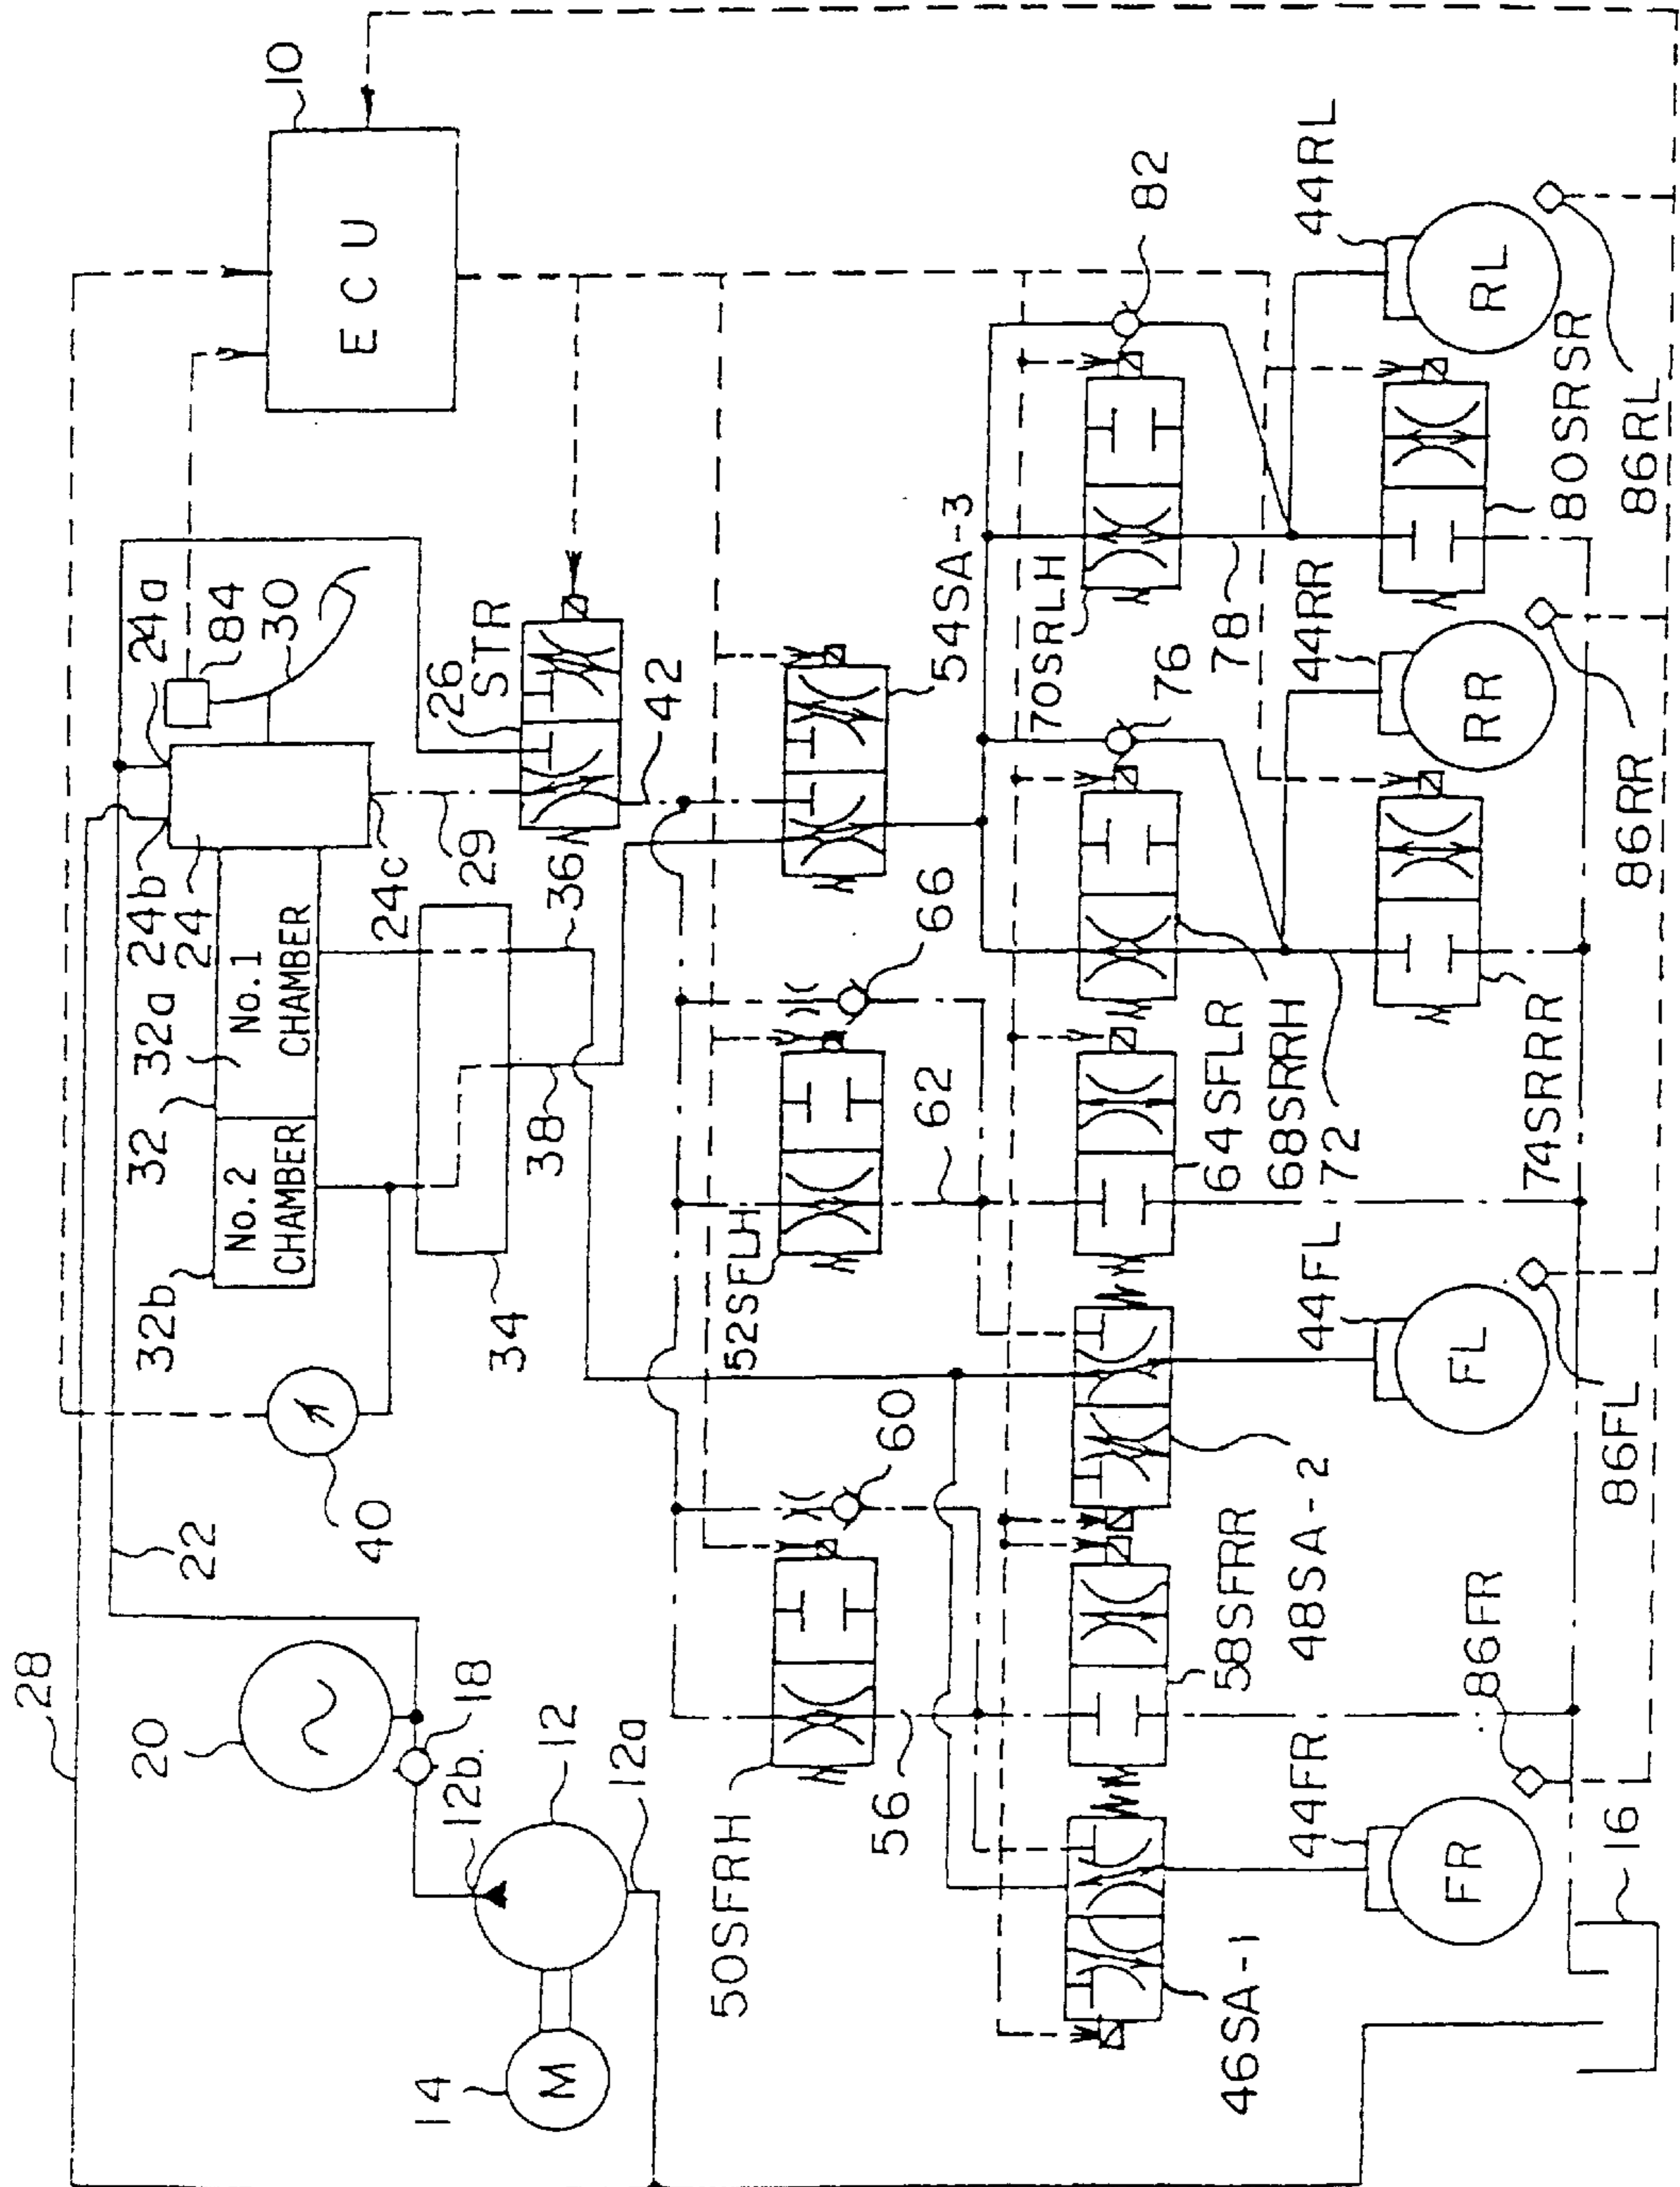 28
20
22
18
12b.
12
12a
14
M
40
32b
32
32a
24b
24
24a
84
30
10
ECU
No.2
CHAMBER
No.1
CHAMBER
24c
29
26
STR
34
38
36
42
50SFRH
52SFLH
54SA-3
60
66
56
62
70SRLH
76
78
82
46SA-1
58SFRR
48SA-2
64SFLR
68SRRH
72
74SRRR
80SRSR
44FR
44FL
44RR
44RL
FR
FL
RR
RL
86FR
86FL
86RR
86RL
16